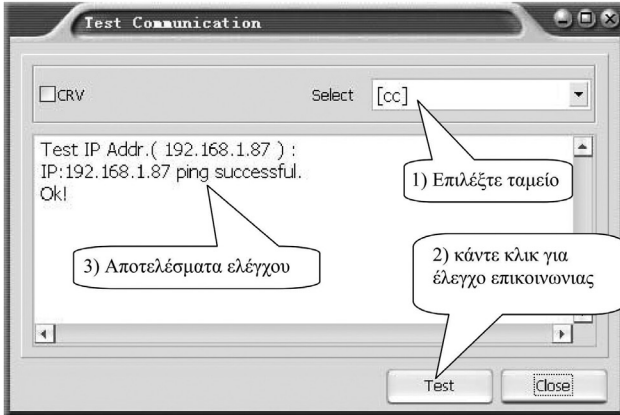 Test Communication
CRV
Select
[cc]
Test IP Addr.( 192.168.1.87 ) :
IP:192.168.1.87 ping successful.
Ok!
1) Επιλέξτε ταμείο
3) Αποτελέσματα ελέγχου
2) κάντε κλικ για
έλεγχο επικοινωνιας
Test
Close